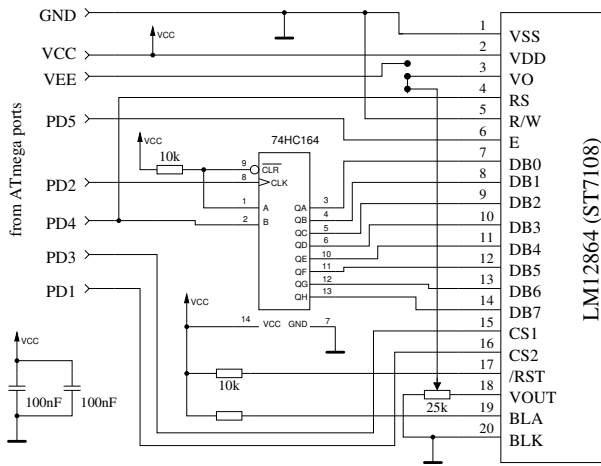 GND
VCC
VEE
PD5
PD2
PD4
PD3
PD1
from ATmega ports
VCC
VCC
10k
74HC164
9
CLR
8
CLK
1
A
2
B
QA
3
QB
4
QC
5
QD
6
QE
10
QF
11
QG
12
QH
13
VCC
14
VCC
GND
7
10k
25k
VCC
100nF
100nF
1
VSS
2
VDD
3
VO
4
RS
5
R/W
6
E
7
DB0
8
DB1
9
DB2
10
DB3
11
DB4
12
DB5
13
DB6
14
DB7
15
CS1
16
CS2
17
/RST
18
VOUT
19
BLA
20
BLK
LM12864 (ST7108)